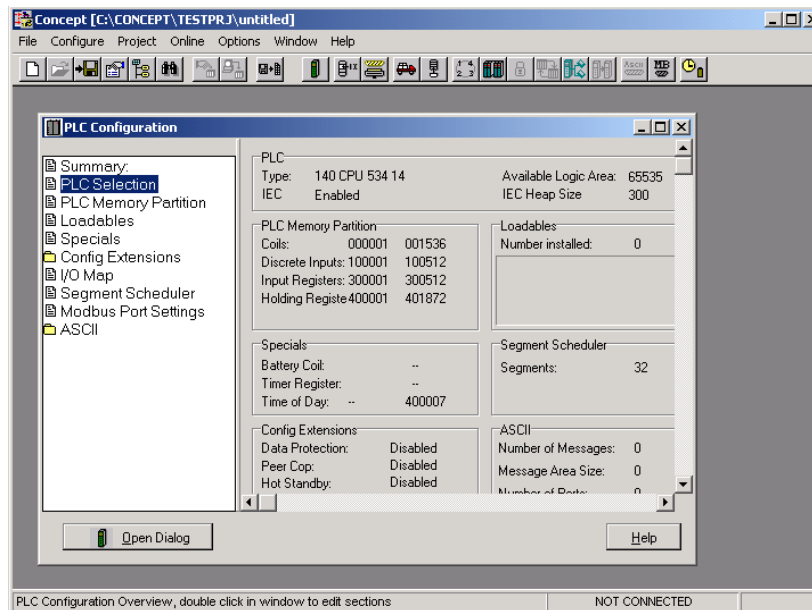 Concept [C:\CONCEPT\TESTPRJ\untitled]
File Configure Project Online Options Window Help
PLC Configuration
Summary:
PLC Selection
PLC Memory Partition
Loadables
Specials
Config Extensions
I/O Map
Segment Scheduler
Modbus Port Settings
ASCII
PLC
Type: 140 CPU 534 14 Available Logic Area: 65535
IEC Enabled IEC Heap Size 300
PLC Memory Partition
Coils: 000001 001536
Discrete Inputs: 100001 100512
Input Registers: 300001 300512
Holding Registe 400001 401872
Loadables
Number installed: 0
Specials
Battery Coil: --
Timer Register: --
Time of Day: -- 400007
Segment Scheduler
Segments: 32
Config Extensions
Data Protection: Disabled
Peer Cop: Disabled
Hot Standby: Disabled
ASCII
Number of Messages: 0
Message Area Size: 0
Number of Ports: 0
Open Dialog Help
PLC Configuration Overview, double click in window to edit sections NOT CONNECTED